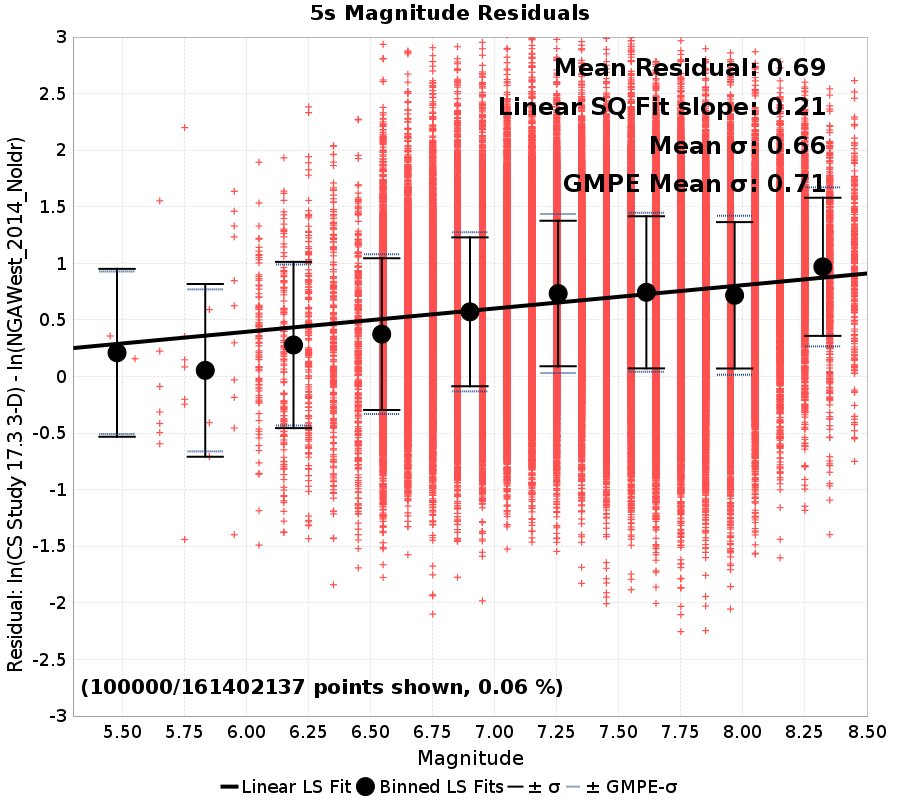 5s Magnitude Residuals
Mean Residual: 0.69
Linear SQ Fit slope: 0.21
Mean σ: 0.66
GMPE Mean σ: 0.71
Residual: ln(CS Study 17.3 3-D) - ln(NGAWest_2014_NoIdr)
3
2.5
2
1.5
1
0.5
0
-0.5
-1
-1.5
-2
-2.5
-3
(100000/161402137 points shown, 0.06 %)
5.50 5.75 6.00 6.25 6.50 6.75 7.00 7.25 7.50 7.75 8.00 8.25 8.50
Magnitude
Linear LS Fit Binned LS Fits ± σ ± GMPE-σ